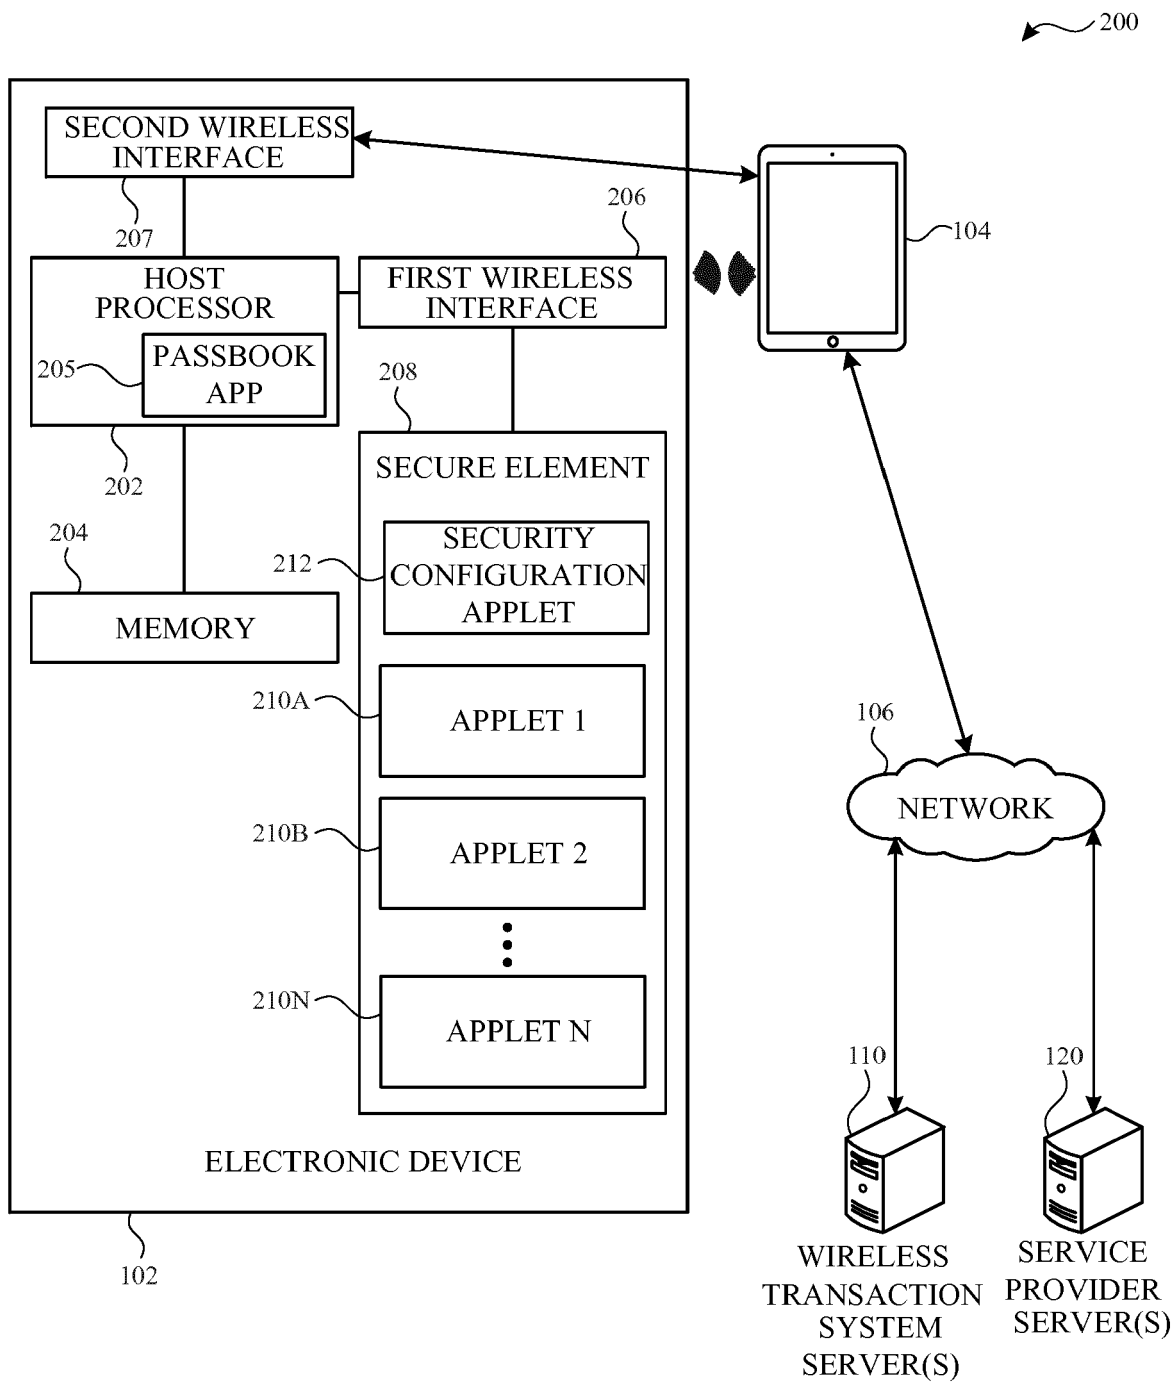 200
SECOND WIRELESS
INTERFACE
207
206
104
HOST
PROCESSOR
FIRST WIRELESS
INTERFACE
205
PASSBOOK
APP
208
202
SECURE ELEMENT
204
212
SECURITY
CONFIGURATION
APPLET
MEMORY
210A
APPLET 1
106
NETWORK
210B
APPLET 2
210N
APPLET N
110
120
ELECTRONIC DEVICE
102
WIRELESS
TRANSACTION
SYSTEM
SERVER(S)
SERVICE
PROVIDER
SERVER(S)